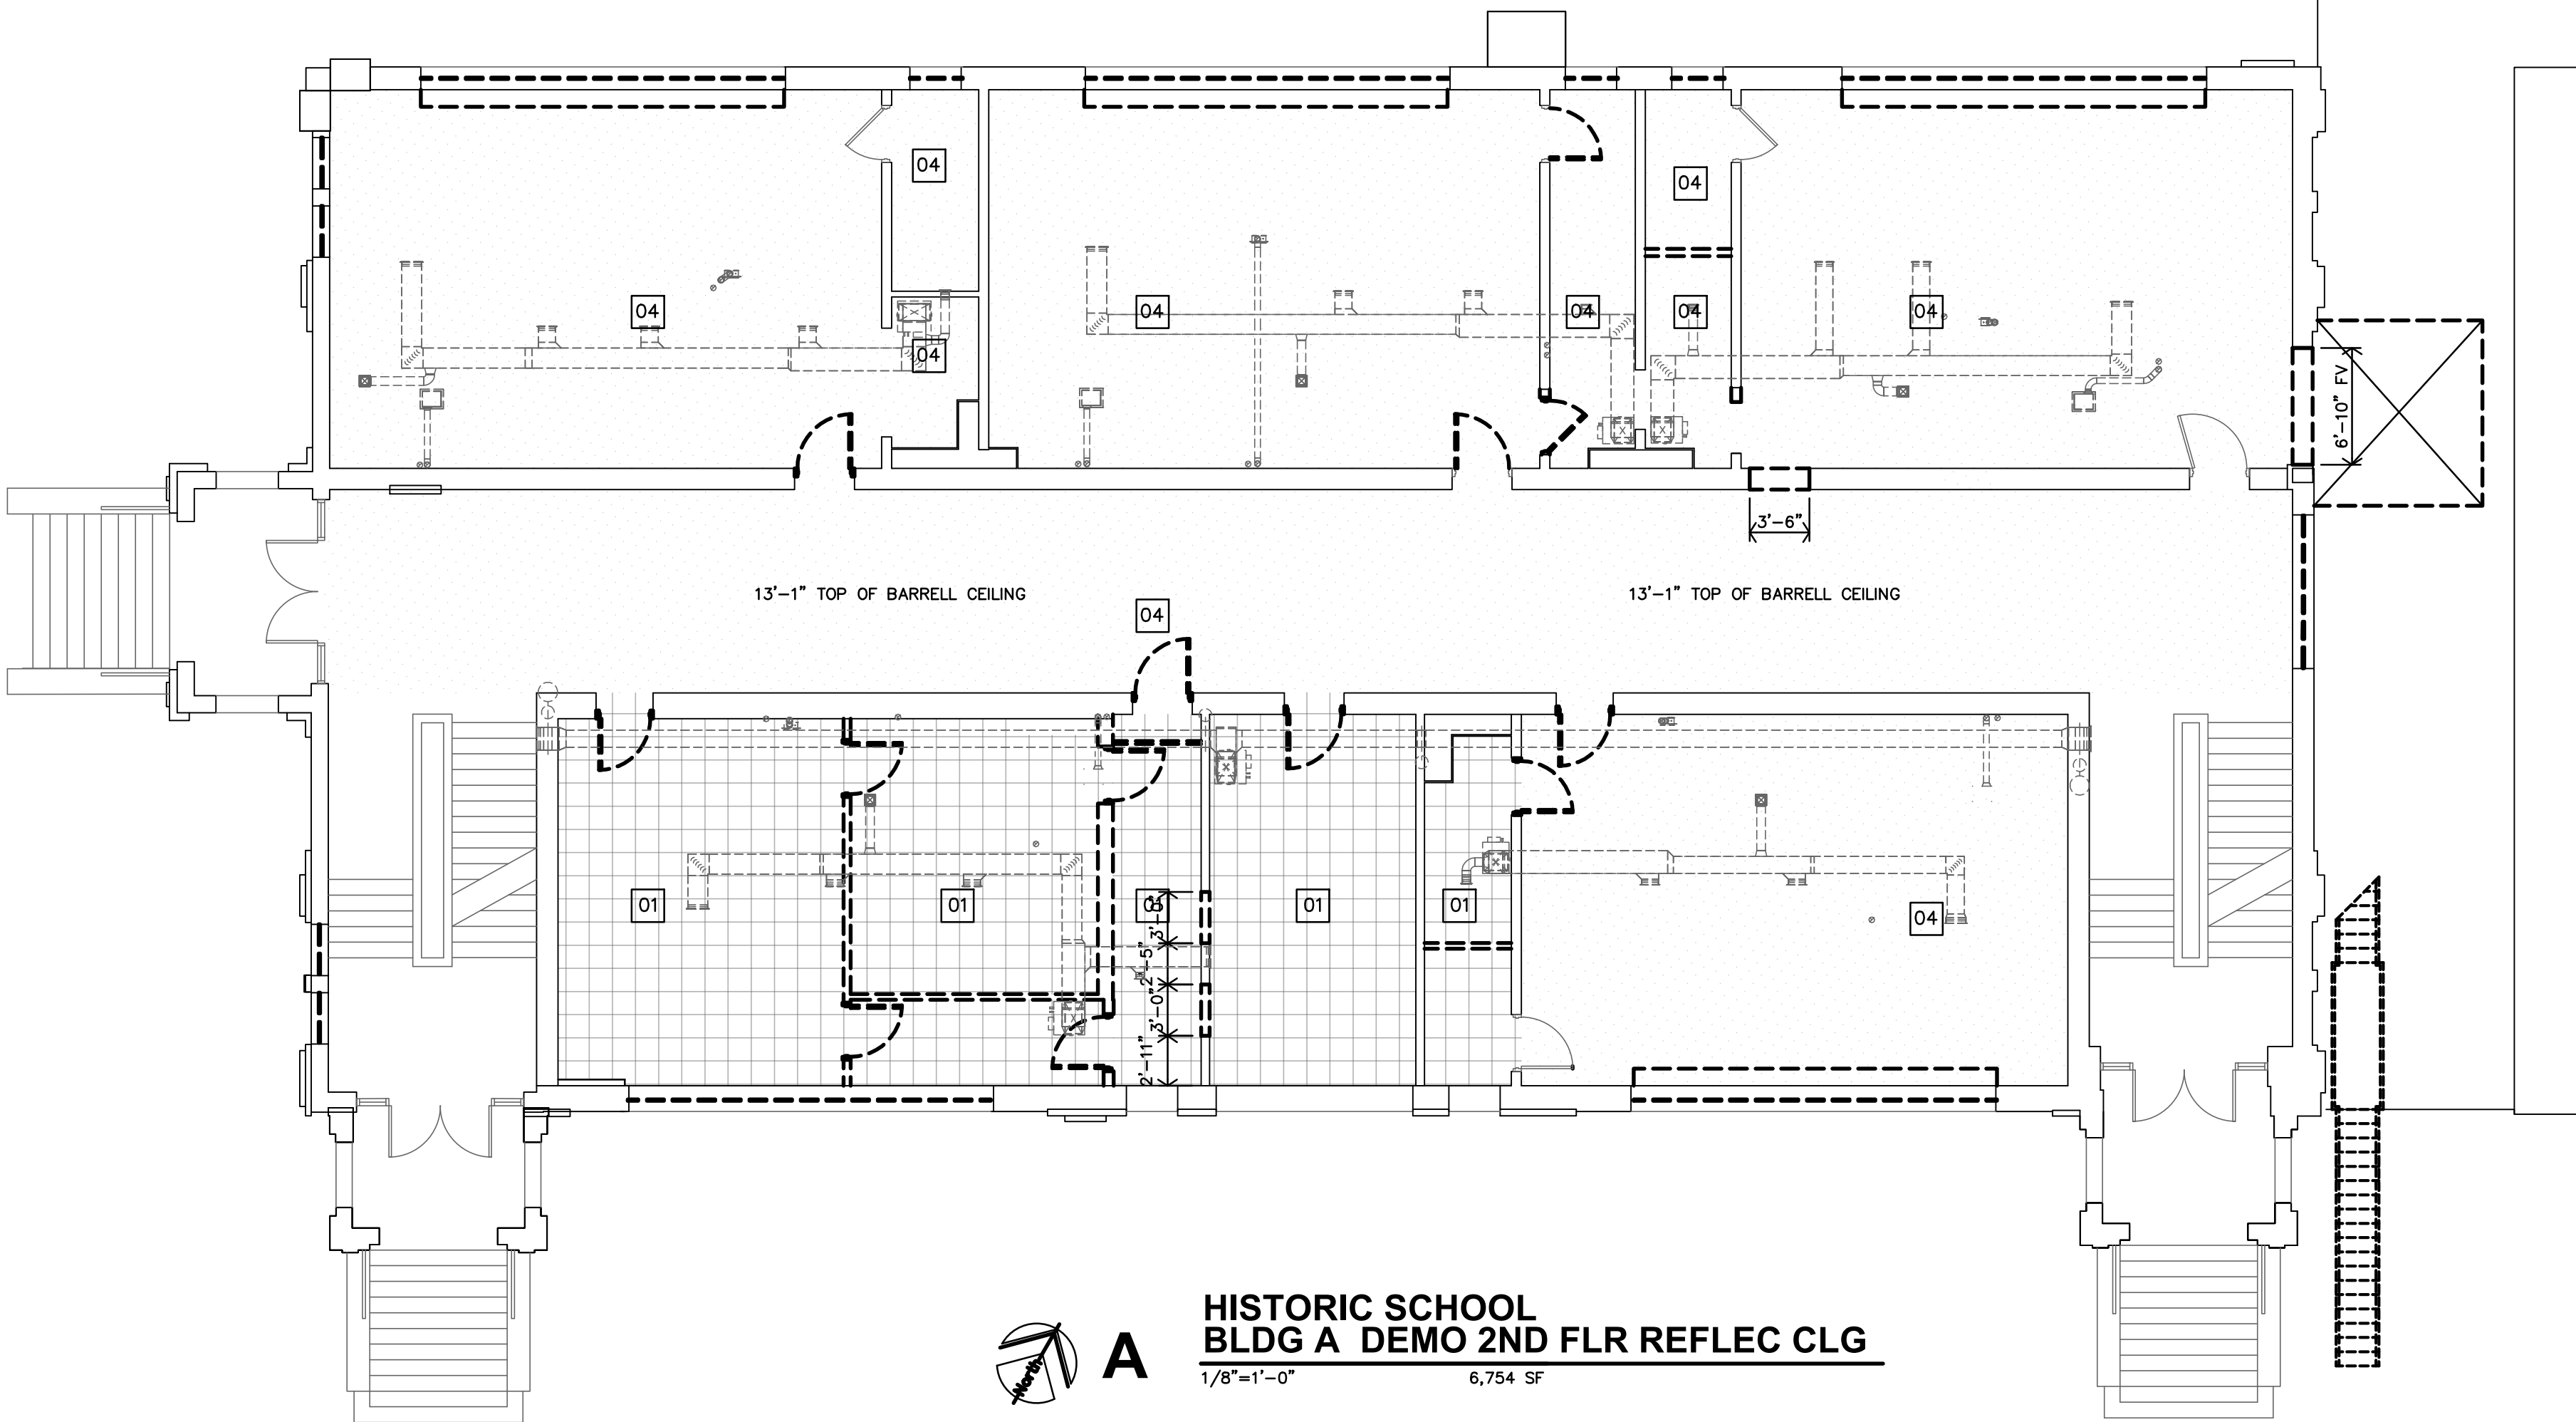 04
04
04
04
04
04
04
04
6'-10" FV
3'-6"
13'-1" TOP OF BARRELL CEILING
13'-1" TOP OF BARRELL CEILING
04
01
01
3'-0"
01
01
04
2'-5"
3'-0"
2'-11"
HISTORIC SCHOOL
A BLDG A DEMO 2ND FLR REFLEC CLG
North
1/8"=1'-0" 6,754 SF